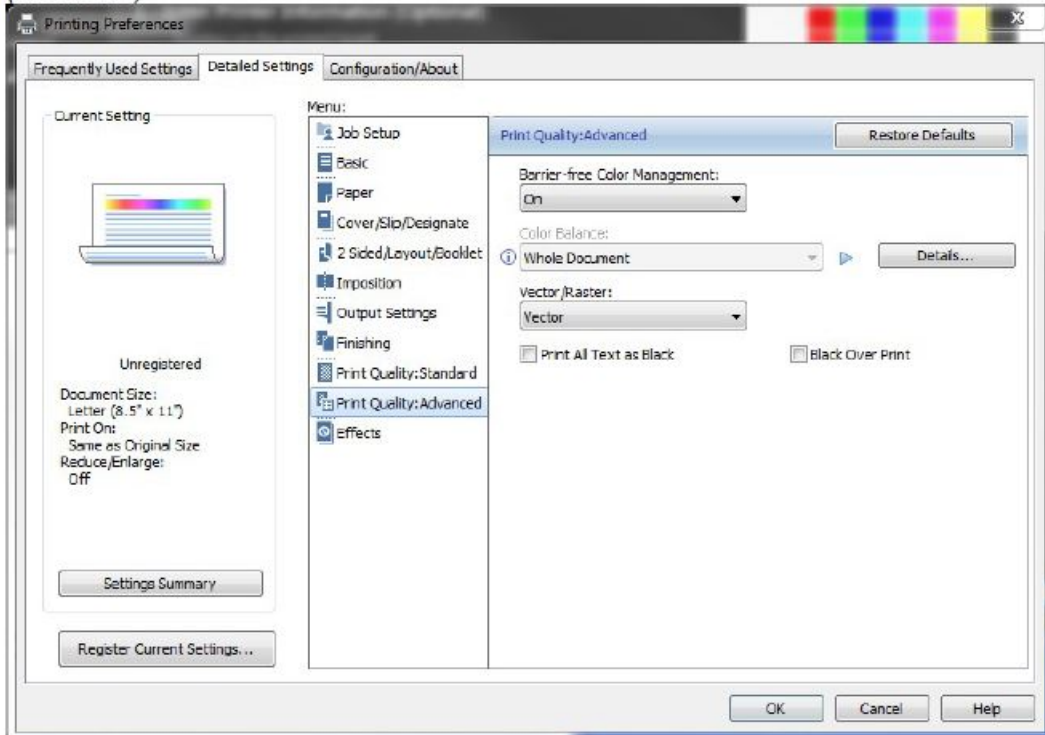 Printing Preferences
X
Frequently Used Settings
Detailed Settings
Configuration/About
Current Setting
Unregistered
Document Size:
Letter (8.5" x 11")
Print On:
Same as Original Size
Reduce/Enlarge:
Off
Settings Summary
Register Current Settings...
Menu:
Job Setup
Basic
Paper
Cover/Slip/Designate
2 Sided/Layout/Booklet
Imposition
Output Settings
Finishing
Print Quality:Standard
Print Quality:Advanced
Effects
Print Quality:Advanced
Restore Defaults
Barrier-free Color Management:
On
Color Balance:
Whole Document
Details...
Vector/Raster:
Vector
Print All Text as Black
Black Over Print
OK
Cancel
Help